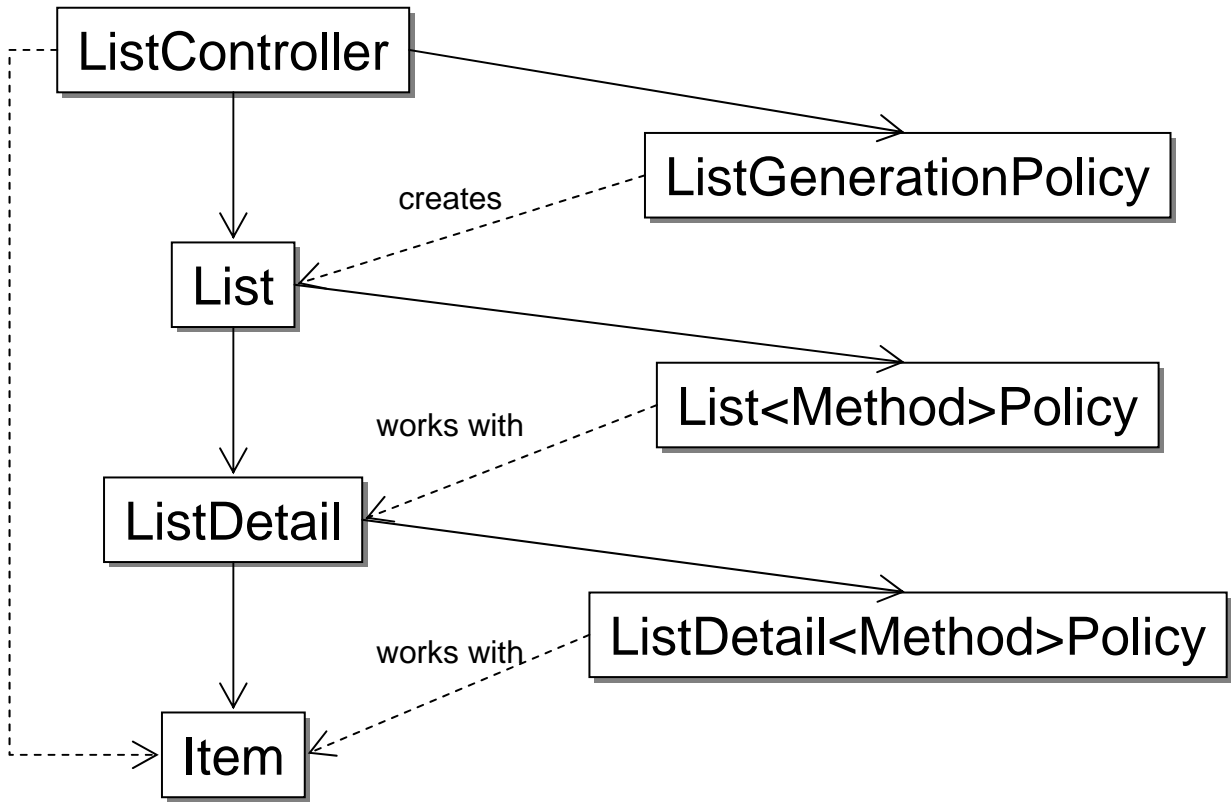 ListController
ListGenerationPolicy
creates
List
List<Method>Policy
works with
ListDetail
ListDetail<Method>Policy
works with
Item